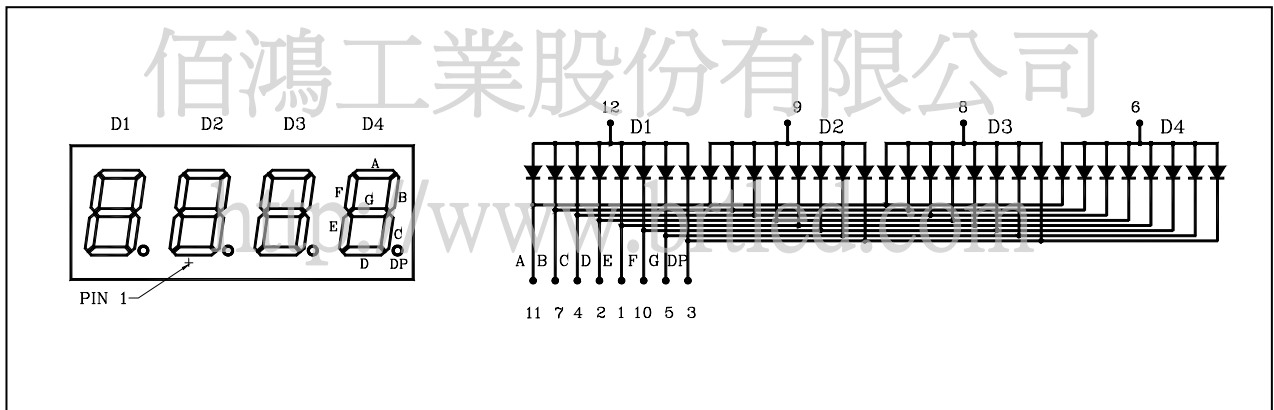 佰鴻工業股份有限公司
http://www.brtled.com
D1 D2 D3 D4
A
F G B
E C
D DP
PIN 1
12 9 8 6
D1 D2 D3 D4
A B C D E F G DP
11 7 4 2 1 10 5 3